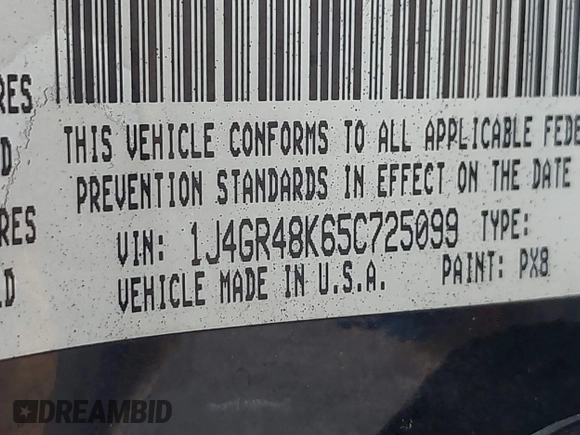 RES
D
RES
LD
THIS VEHICLE CONFORMS TO ALL APPLICABLE FEDE
PREVENTION STANDARDS IN EFFECT ON THE DATE
VIN: 1J4GR48K65C725099 TYPE:
VEHICLE MADE IN U.S.A. PAINT: PX8
DREAMBID